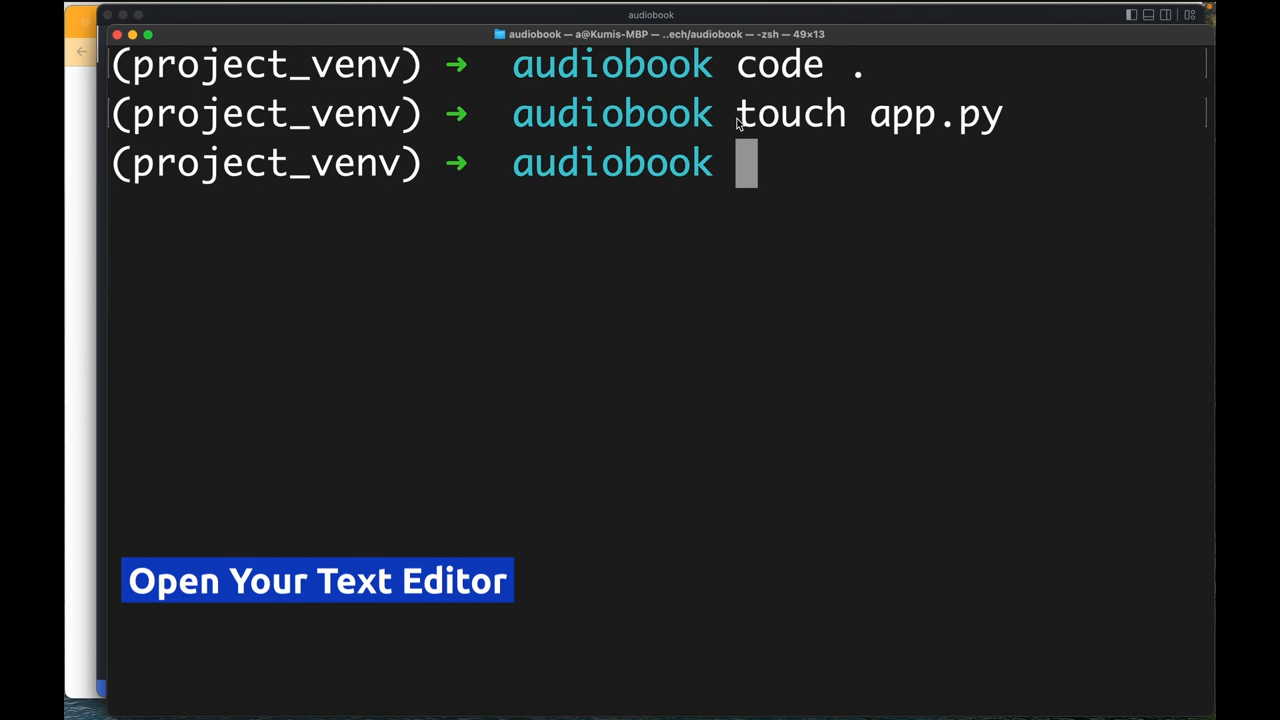 audiobook
audiobook — a@Kumis-MBP — ..ech/audiobook — -zsh — 49×13
(project_venv) ➜ audiobook code .
(project_venv) ➜ audiobook touch app.py
(project_venv) ➜ audiobook
Open Your Text Editor